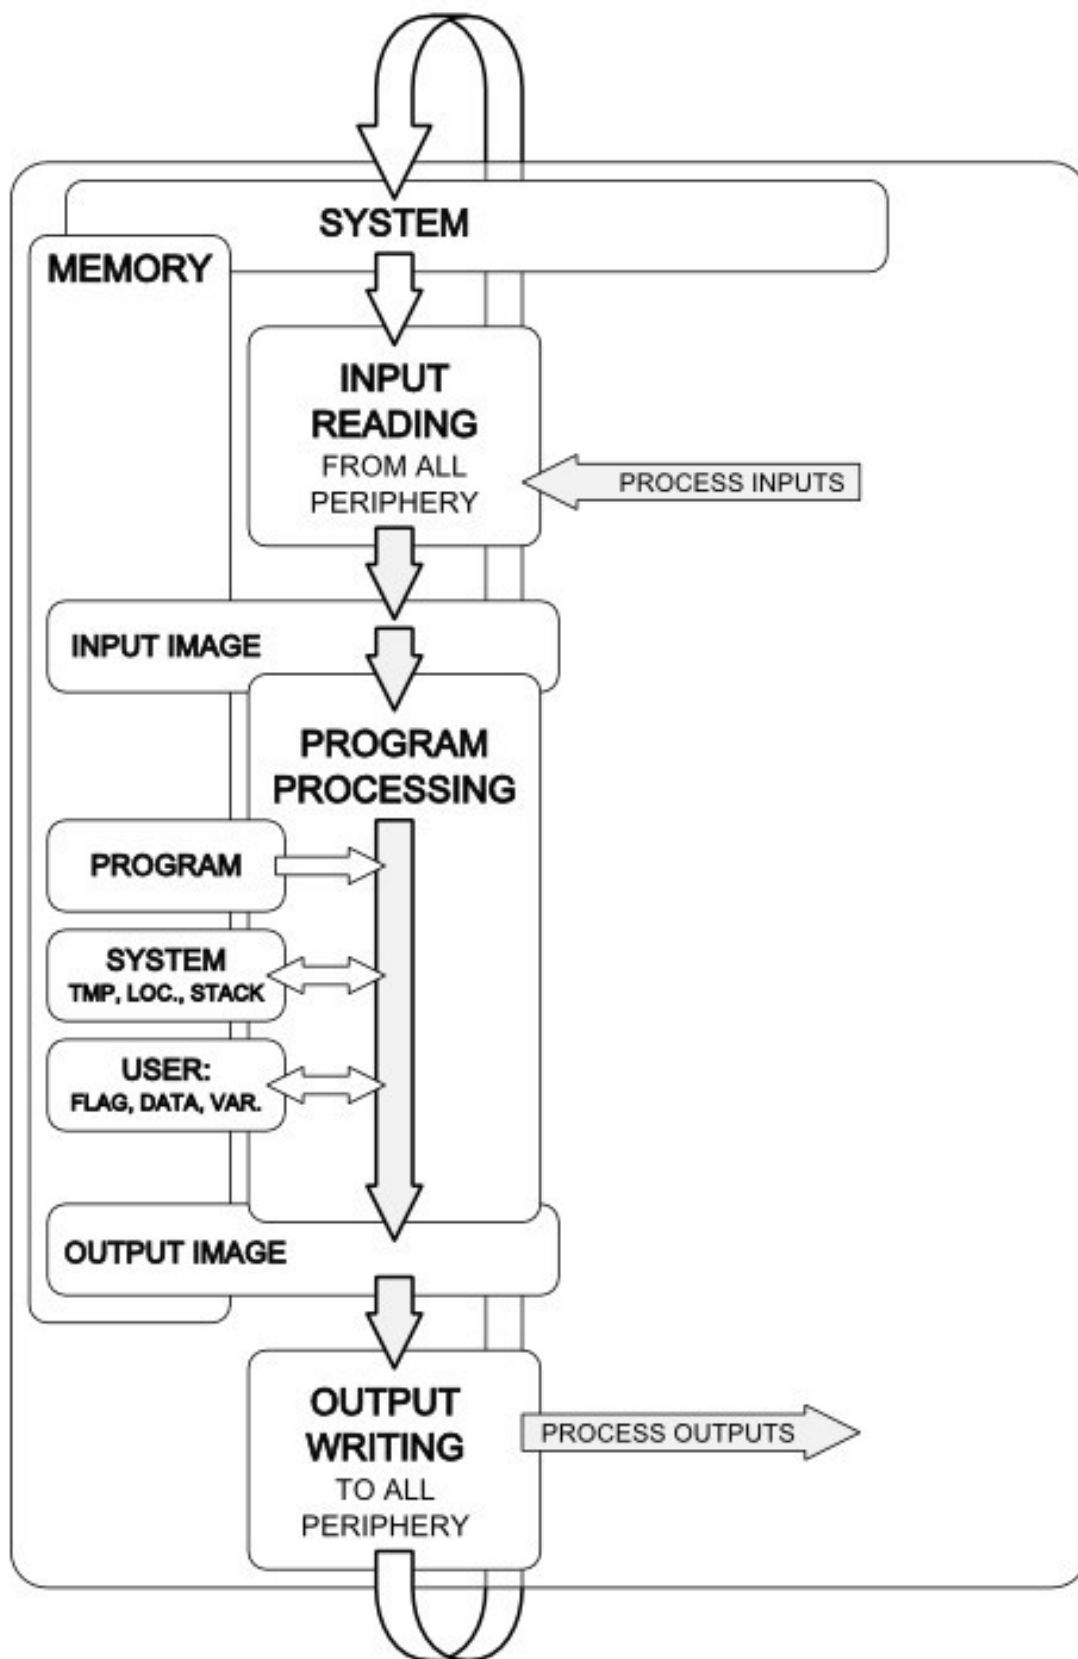 SYSTEM
MEMORY
INPUT
READING
FROM ALL
PERIPHERY
PROCESS INPUTS
INPUT IMAGE
PROGRAM
PROCESSING
PROGRAM
SYSTEM
TMP, LOC., STACK
USER:
FLAG, DATA, VAR.
OUTPUT IMAGE
OUTPUT
WRITING
TO ALL
PERIPHERY
PROCESS OUTPUTS